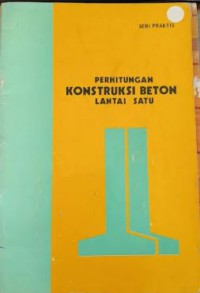 SERI PRAKTIS
PERHITUNGAN
KONSTRUKSI BETON
LANTAI SATU